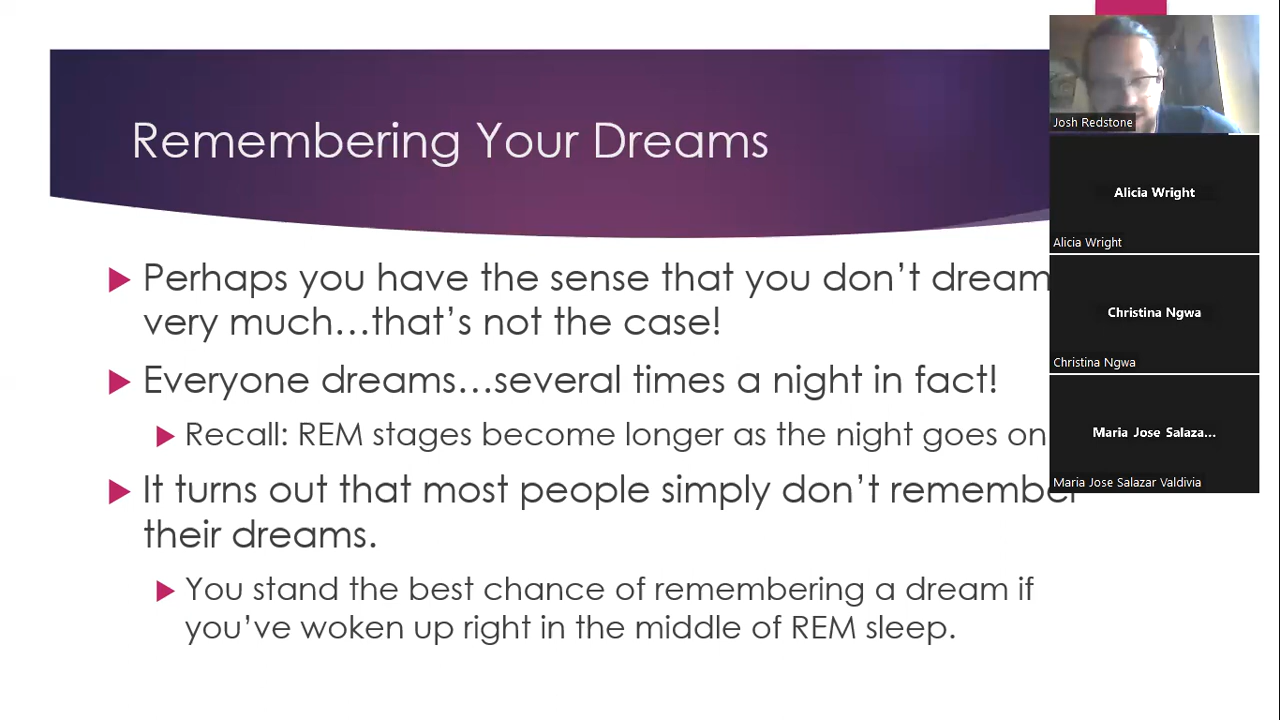 Remembering Your Dreams
Perhaps you have the sense that you don't dream
very much...that's not the case!
Everyone dreams...several times a night in fact!
Recall: REM stages become longer as the night goes on
It turns out that most people simply don't remember
their dreams.
You stand the best chance of remembering a dream if
you've woken up right in the middle of REM sleep.
Josh Redstone
Alicia Wright
Alicia Wright
Christina Ngwa
Christina Ngwa
Maria Jose Salaza...
Maria Jose Salazar Valdivia